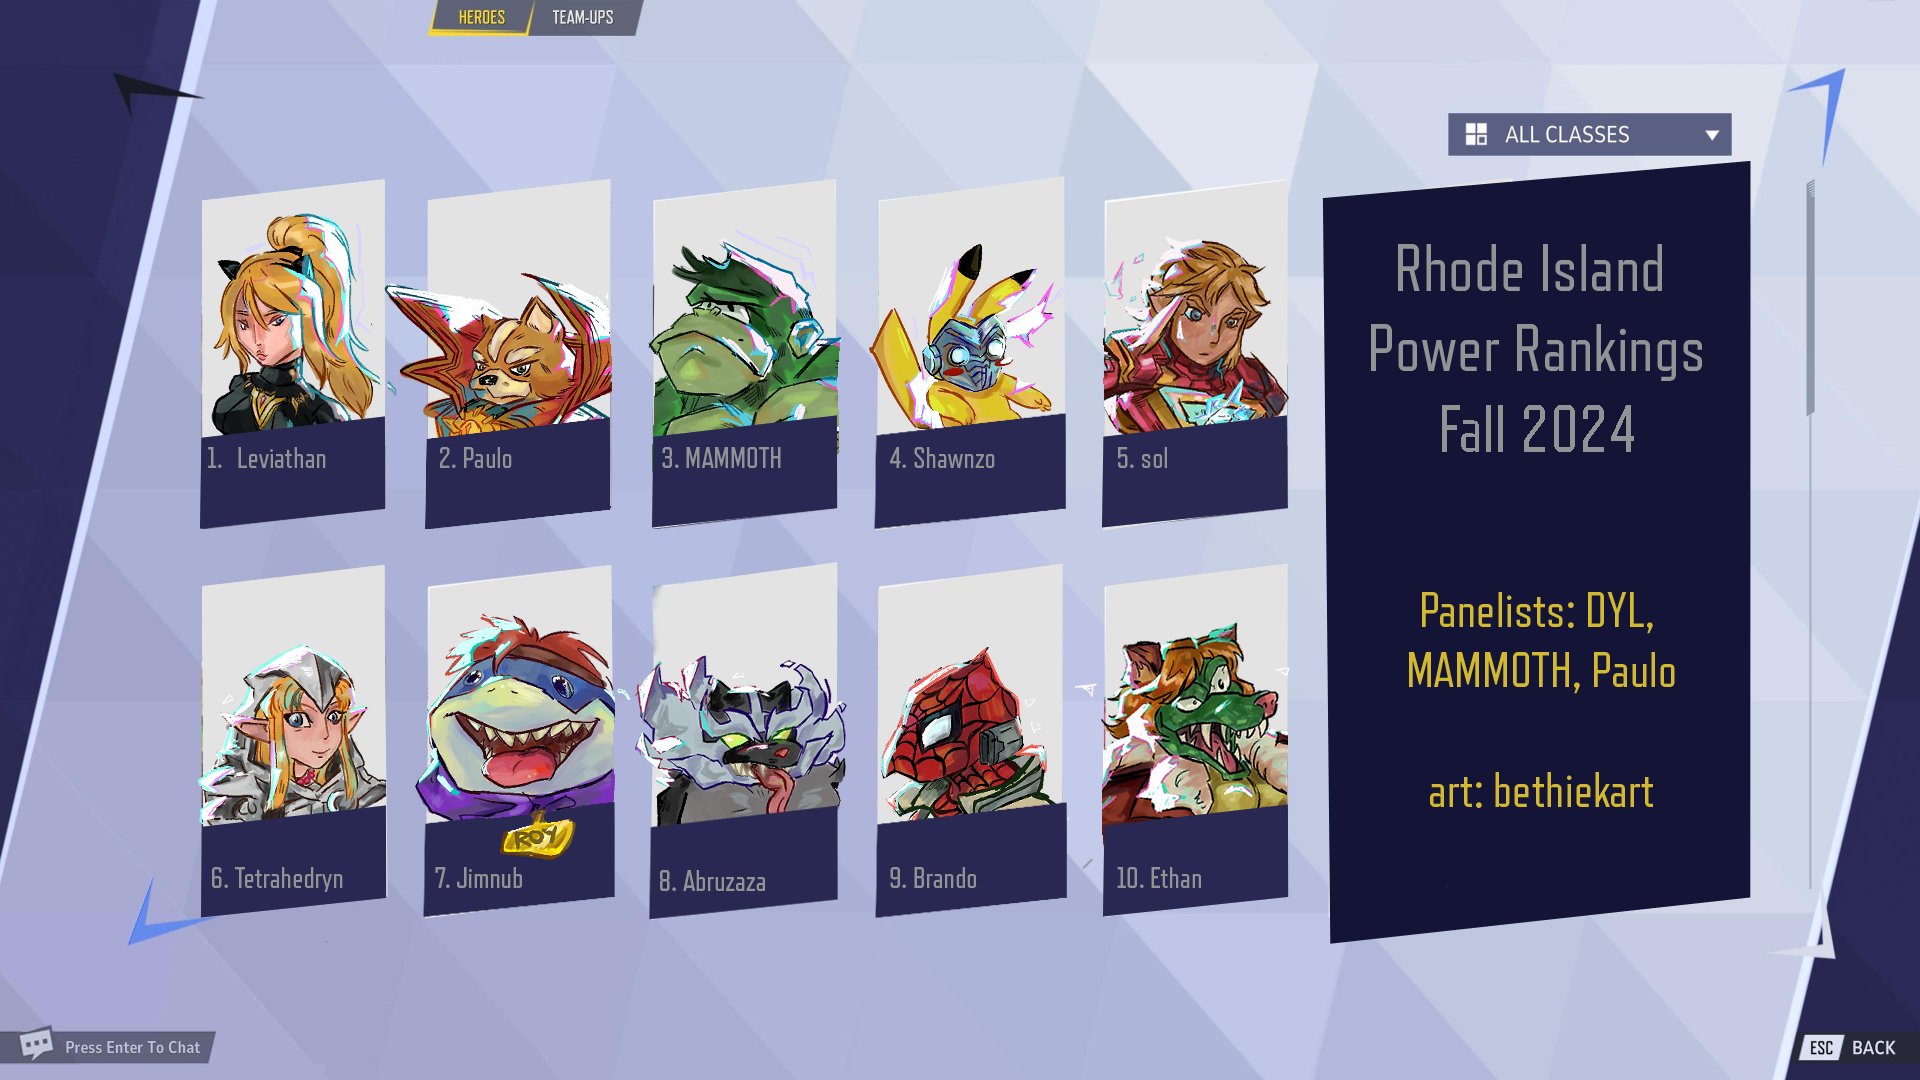 HEROES
TEAM-UPS
ALL CLASSES
1. Leviathan
2. Paulo
3. MAMMOTH
4. Shawnzo
5. sol
6. Tetrahedryn
7. Jimnub
ROY
8. Abruzaza
9. Brando
10. Ethan
Rhode Island
Power Rankings
Fall 2024
Panelists: DYL,
MAMMOTH, Paulo
art: bethiekart
Press Enter To Chat
ESC BACK